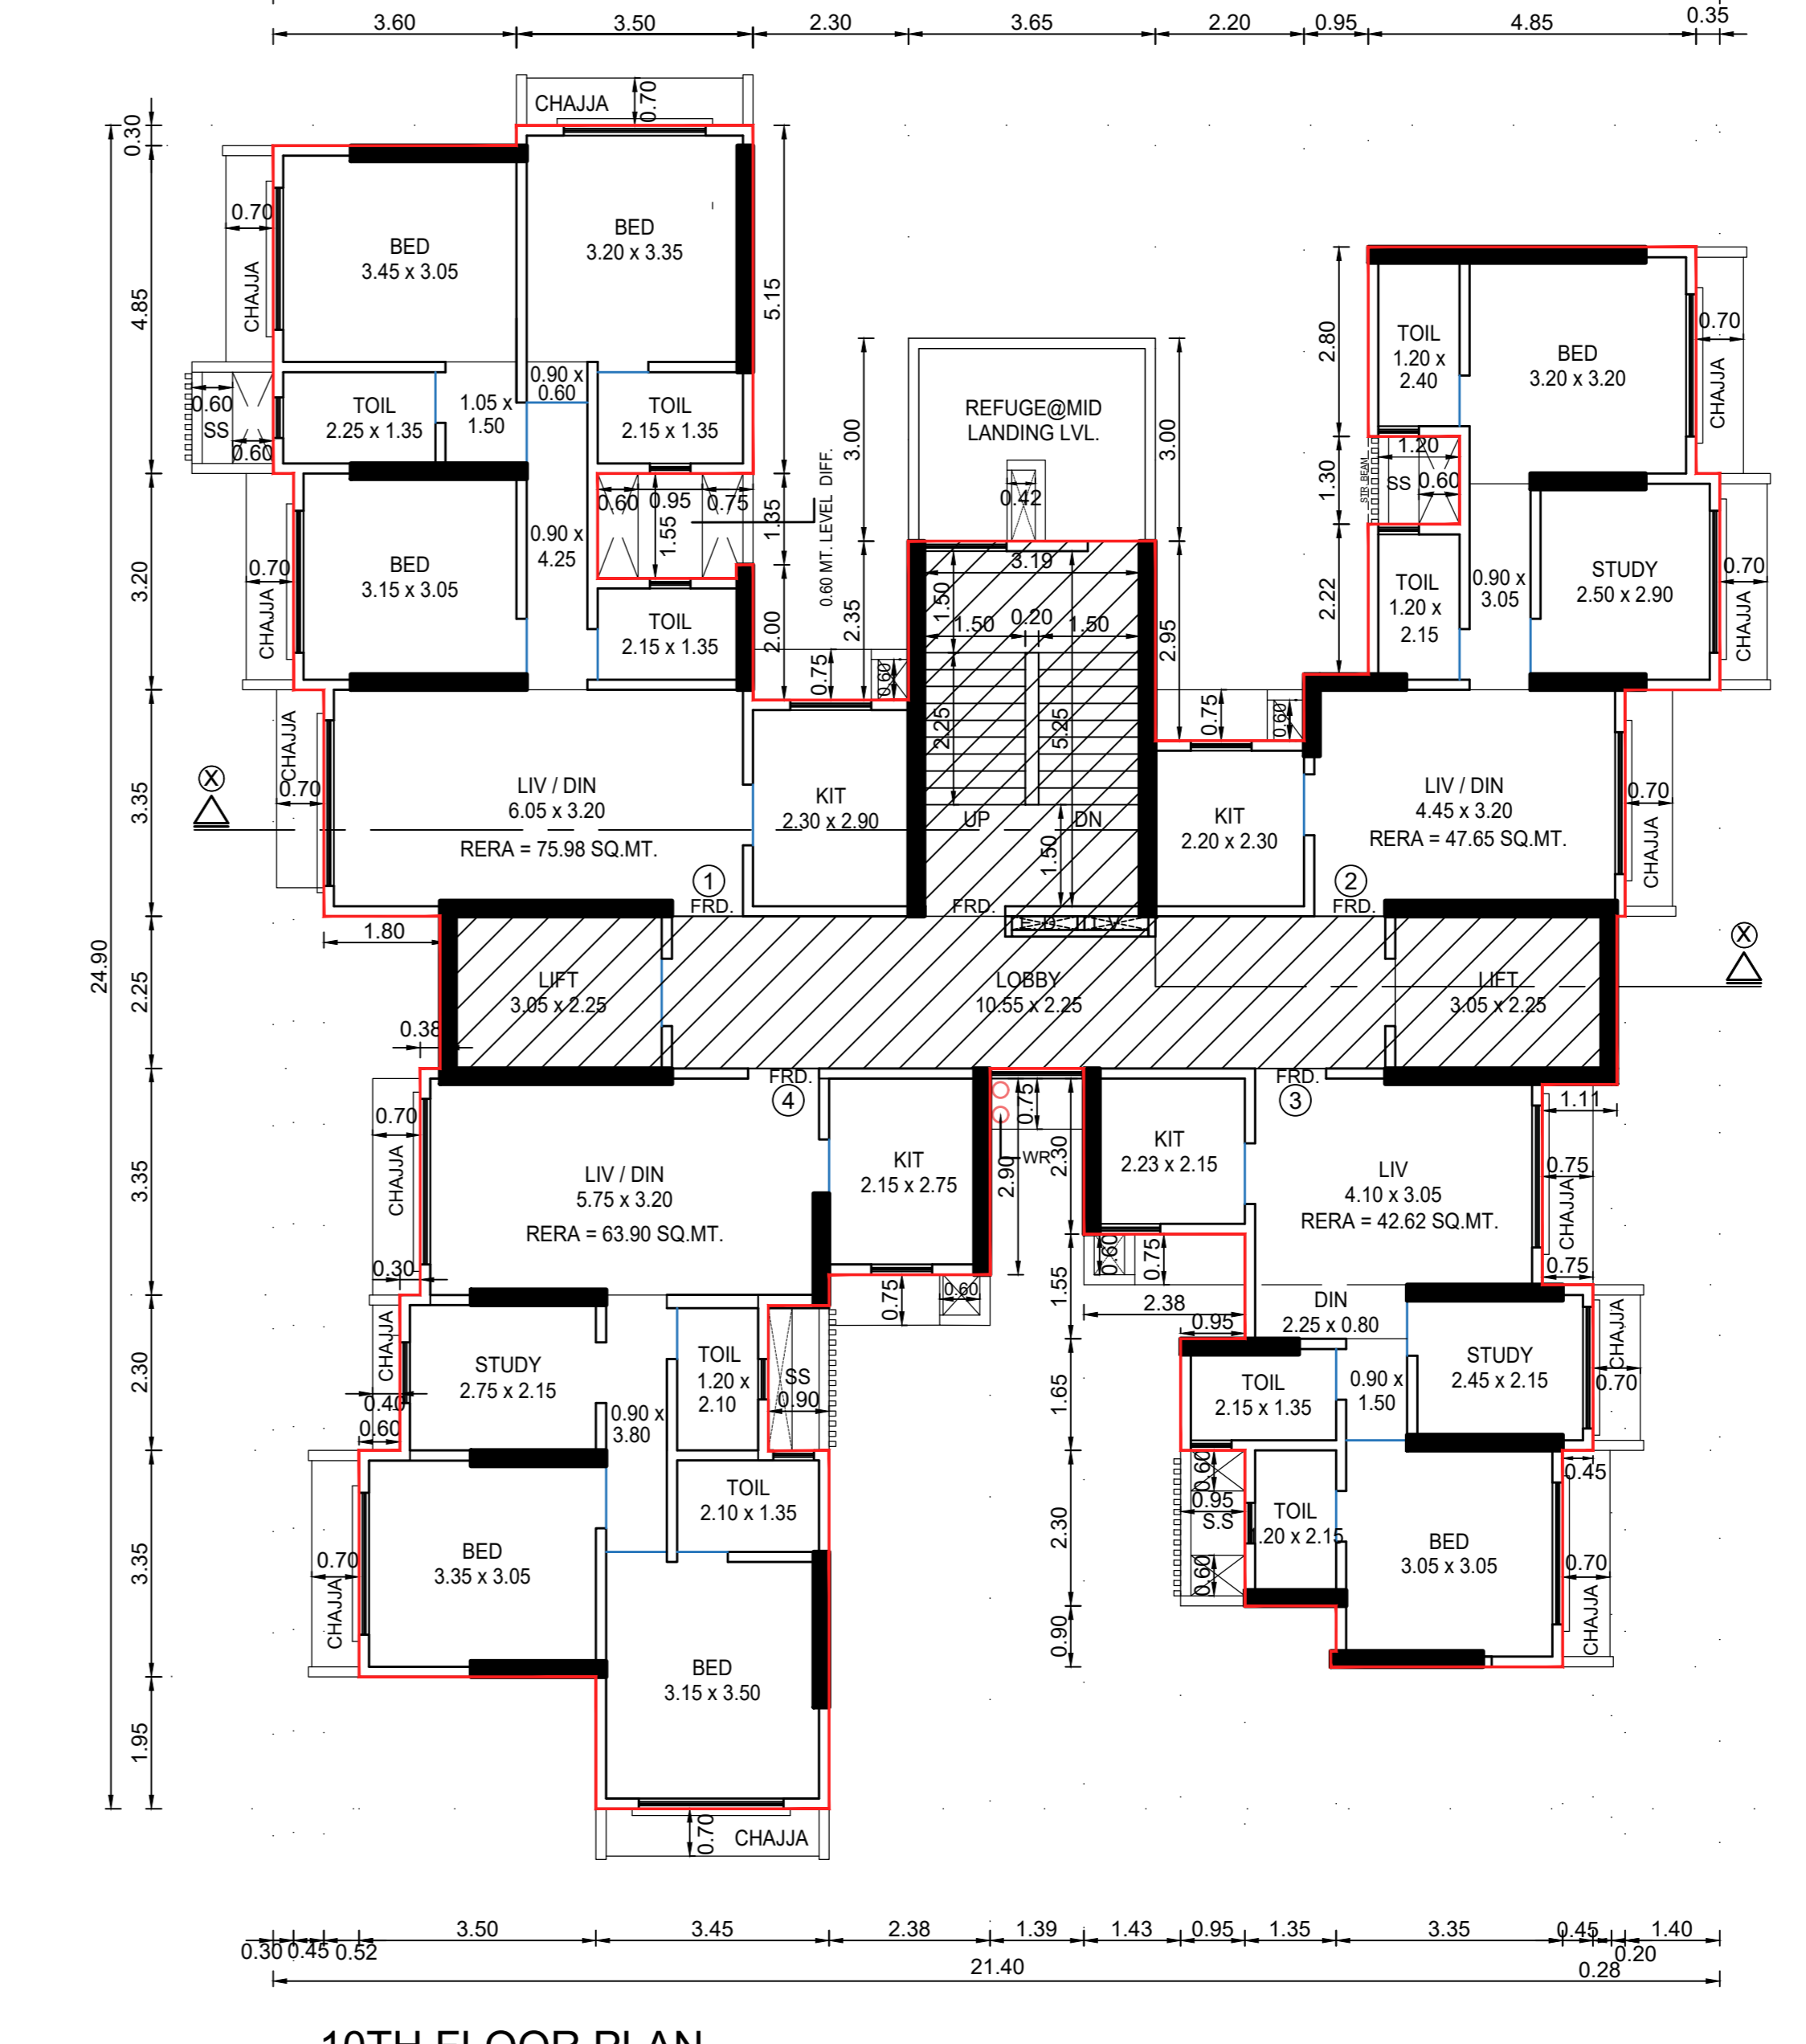 3.60
3.50
2.30
3.65
2.20
0.95
4.85
0.35
CHAJJA
0.70
0.30
4.85
3.20
3.35
2.25
3.35
2.30
3.35
1.95
24.90
0.70
CHAJJA
BED
3.45 x 3.05
BED
3.20 x 3.35
5.15
0.60
SS
0.60
TOIL
2.25 x 1.35
1.05 x
1.50
0.90 x
0.60
TOIL
2.15 x 1.35
0.60
0.95
0.75
1.55
1.35
0.60 MT. LEVEL DIFF.
0.70
CHAJJA
BED
3.15 x 3.05
0.90 x
4.25
TOIL
2.15 x 1.35
2.00
3.00
2.35
0.75
0.60
REFUGE@MID
LANDING LVL.
0.42
3.00
3.19
1.50
1.50
0.20
1.50
2.25
5.25
UP
DN
1.50
2.95
0.75
0.60
2.80
1.30
2.22
TOIL
1.20 x
2.40
BED
3.20 x 3.20
0.70
CHAJJA
STR. BEAM
1.20
SS
0.60
TOIL
1.20 x
2.15
0.90 x
3.05
STUDY
2.50 x 2.90
0.70
CHAJJA
X
CHAJJA
0.70
LIV / DIN
6.05 x 3.20
RERA = 75.98 SQ.MT.
1
FRD.
KIT
2.30 x 2.90
FRD.
KIT
2.20 x 2.30
LIV / DIN
4.45 x 3.20
RERA = 47.65 SQ.MT.
2
FRD.
0.70
CHAJJA
1.80
LIFT
3.05 x 2.25
LOBBY
10.55 x 2.25
LIFT
3.05 x 2.25
X
0.38
FRD.
4
FRD.
3
0.70
CHAJJA
LIV / DIN
5.75 x 3.20
RERA = 63.90 SQ.MT.
KIT
2.15 x 2.75
0.75
WR
2.90
2.30
KIT
2.23 x 2.15
LIV
4.10 x 3.05
RERA = 42.62 SQ.MT.
1.11
0.75
CHAJJA
0.75
0.30
CHAJJA
0.40
0.60
STUDY
2.75 x 2.15
0.90 x
3.80
TOIL
1.20 x
2.10
SS
0.90
0.75
0.60
0.60
0.75
1.55
2.38
0.95
DIN
2.25 x 0.80
1.65
TOIL
2.15 x 1.35
0.90 x
1.50
STUDY
2.45 x 2.15
CHAJJA
0.70
0.45
0.70
CHAJJA
BED
3.35 x 3.05
TOIL
2.10 x 1.35
BED
3.15 x 3.50
2.30
0.90
0.60
0.95
S.S
0.60
TOIL
1.20 x 2.15
BED
3.05 x 3.05
0.70
CHAJJA
0.70
CHAJJA
3.50
3.45
2.38
1.39
1.43
0.95
1.35
3.35
0.45
1.40
0.30
0.45
0.52
0.20
0.28
21.40
10TH FLOOR PLAN